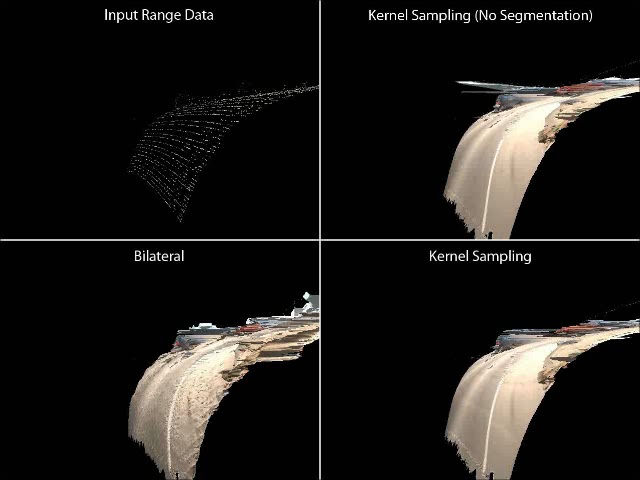 Input Range Data
Kernel Sampling (No Segmentation)
Bilateral
Kernel Sampling